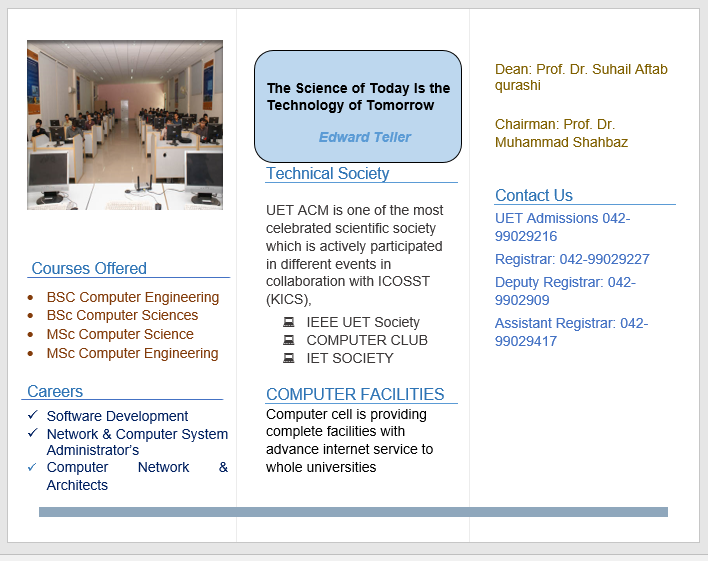 Courses Offered
BSC Computer Engineering
BSc Computer Sciences
MSc Computer Science
MSc Computer Engineering
Careers
Software Development
Network & Computer System
Administrator's
Computer Network &
Architects
The Science of Today Is the
Technology of Tomorrow
Edward Teller
Technical Society
UET ACM is one of the most
celebrated scientific society
which is actively participated
in different events in
collaboration with ICOSST
(KICS),
IEEE UET Society
COMPUTER CLUB
IET SOCIETY
COMPUTER FACILITIES
Computer cell is providing
complete facilities with
advance internet service to
whole universities
Dean: Prof. Dr. Suhail Aftab
qurashi
Chairman: Prof. Dr.
Muhammad Shahbaz
Contact Us
UET Admissions 042-
99029216
Registrar: 042-99029227
Deputy Registrar: 042-
9902909
Assistant Registrar: 042-
99029417